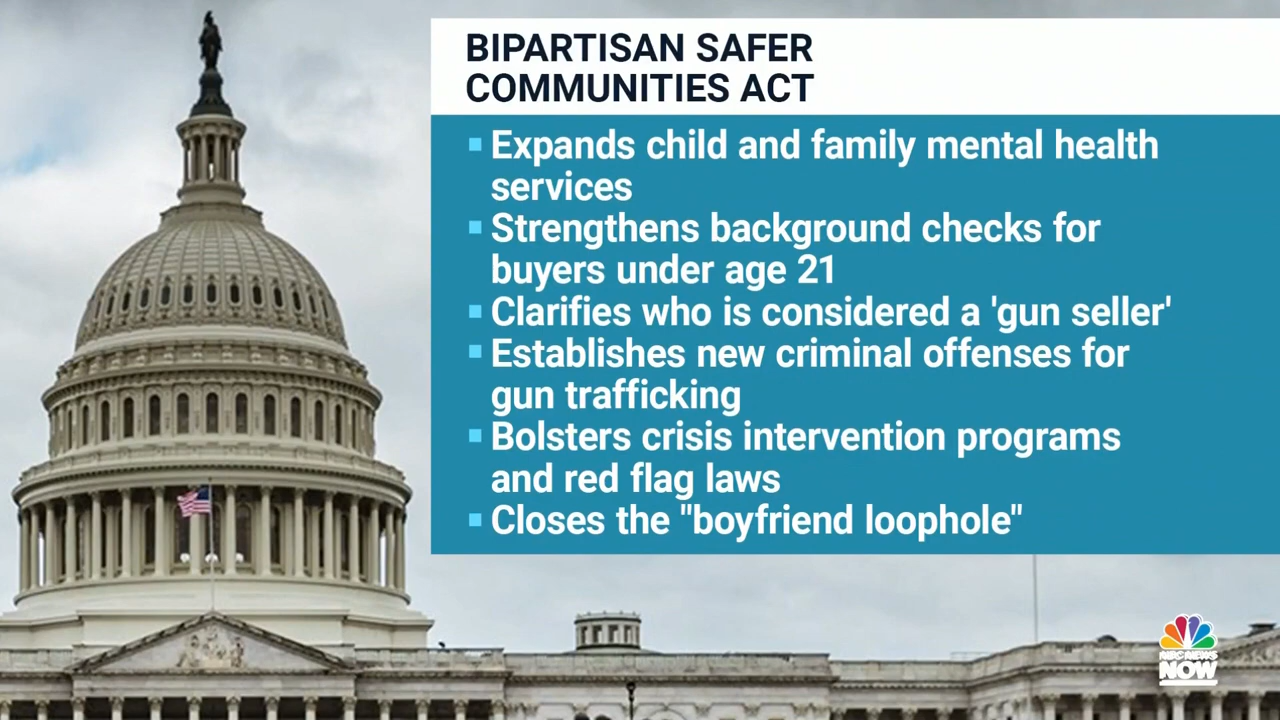 BIPARTISAN SAFER
COMMUNITIES ACT
Expands child and family mental health
services
Strengthens background checks for
buyers under age 21
Clarifies who is considered a 'gun seller'
Establishes new criminal offenses for
gun trafficking
Bolsters crisis intervention programs
and red flag laws
Closes the "boyfriend loophole"
NBC NEWS
NOW